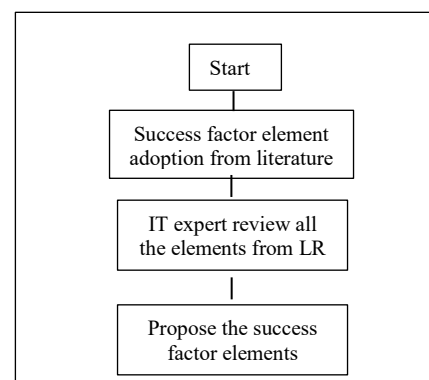 Start
Success factor element
adoption from literature
IT expert review all
the elements from LR
Propose the success
factor elements